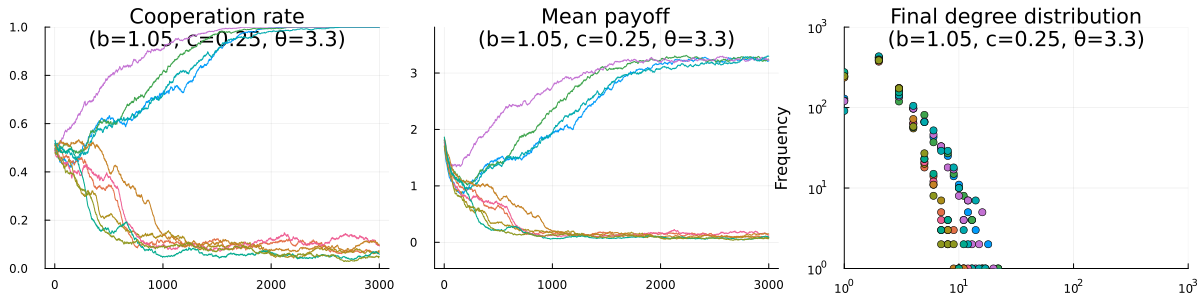 Cooperation rate
(b=1.05, c=0.25, θ=3.3)
1.0
0.8
0.6
0.4
0.2
0.0
0 1000 2000 3000
Mean payoff
(b=1.05, c=0.25, θ=3.3)
3
2
1
0
0 1000 2000 3000
Final degree distribution
(b=1.05, c=0.25, θ=3.3)
Frequency
10³
10²
10¹
10⁰
10⁰ 10¹ 10² 10³